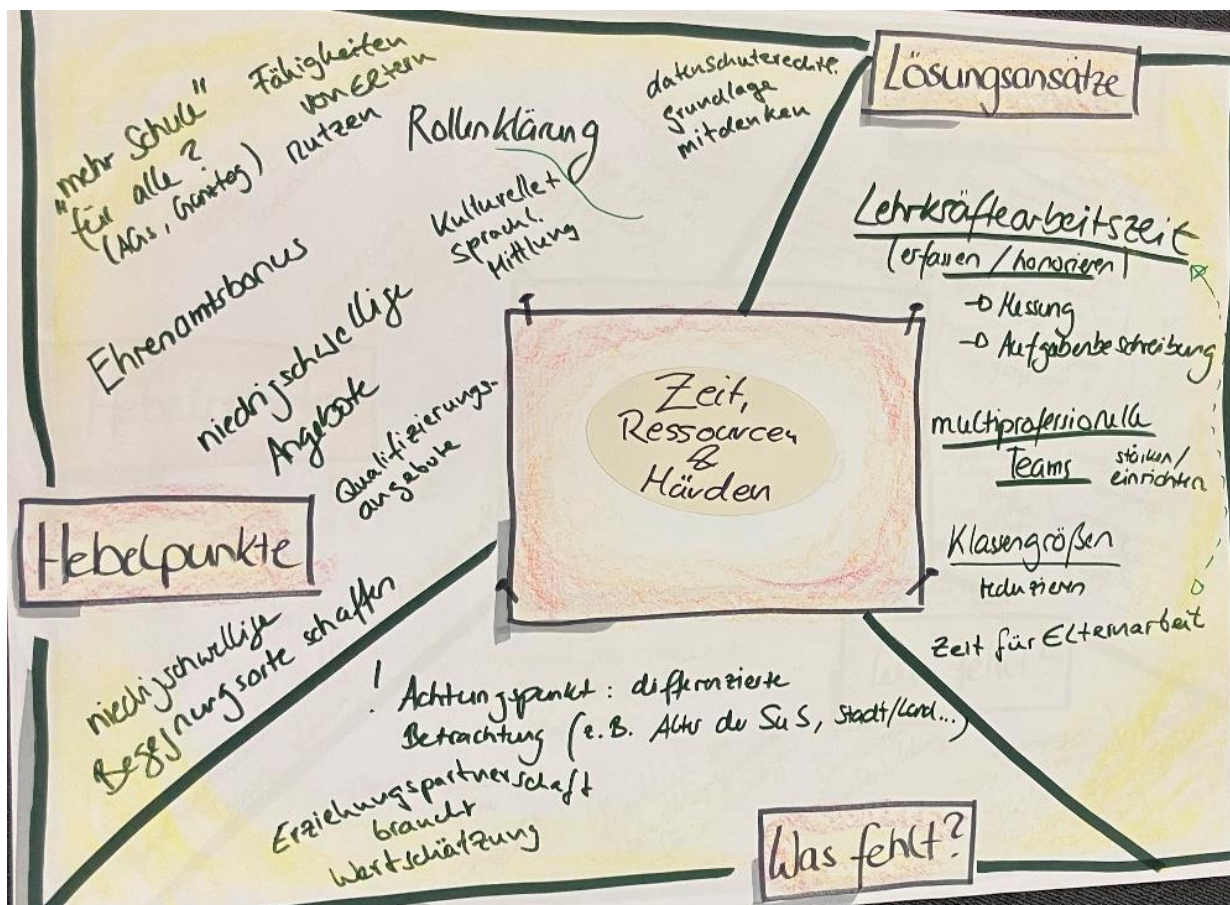 Zeit,
Ressourcen
&
Hürden
Hebelpunkte
"mehr Schule"
für alle?
(AGs, Ganztag)
Fähigkeiten
von Eltern
nutzen
Rollenklärung
datenschutzrechtl.
grundlage
mitdenken
Kulturelle +
sprachl.
Mittlung
Ehrenamtsbonus
niedrigschwellige
Angebote
Qualifizierungs-
angebote
niedrigschwellige
Begegnungsorte schaffen
Lösungsansätze
Lehrkräftearbeitszeit
(erfassen / honorieren)
→ Messung
→ Aufgabenbeschreibung
multiprofessionelle
Teams stärken/
einrichten
Klassengrößen
reduzieren
Zeit für Elternarbeit
Was fehlt?
! Achtungspunkt: differenzierte
Betrachtung (z.B. Alter der SuS, Stadt/Land...)
Erziehungspartnerschaft
braucht
Wertschätzung